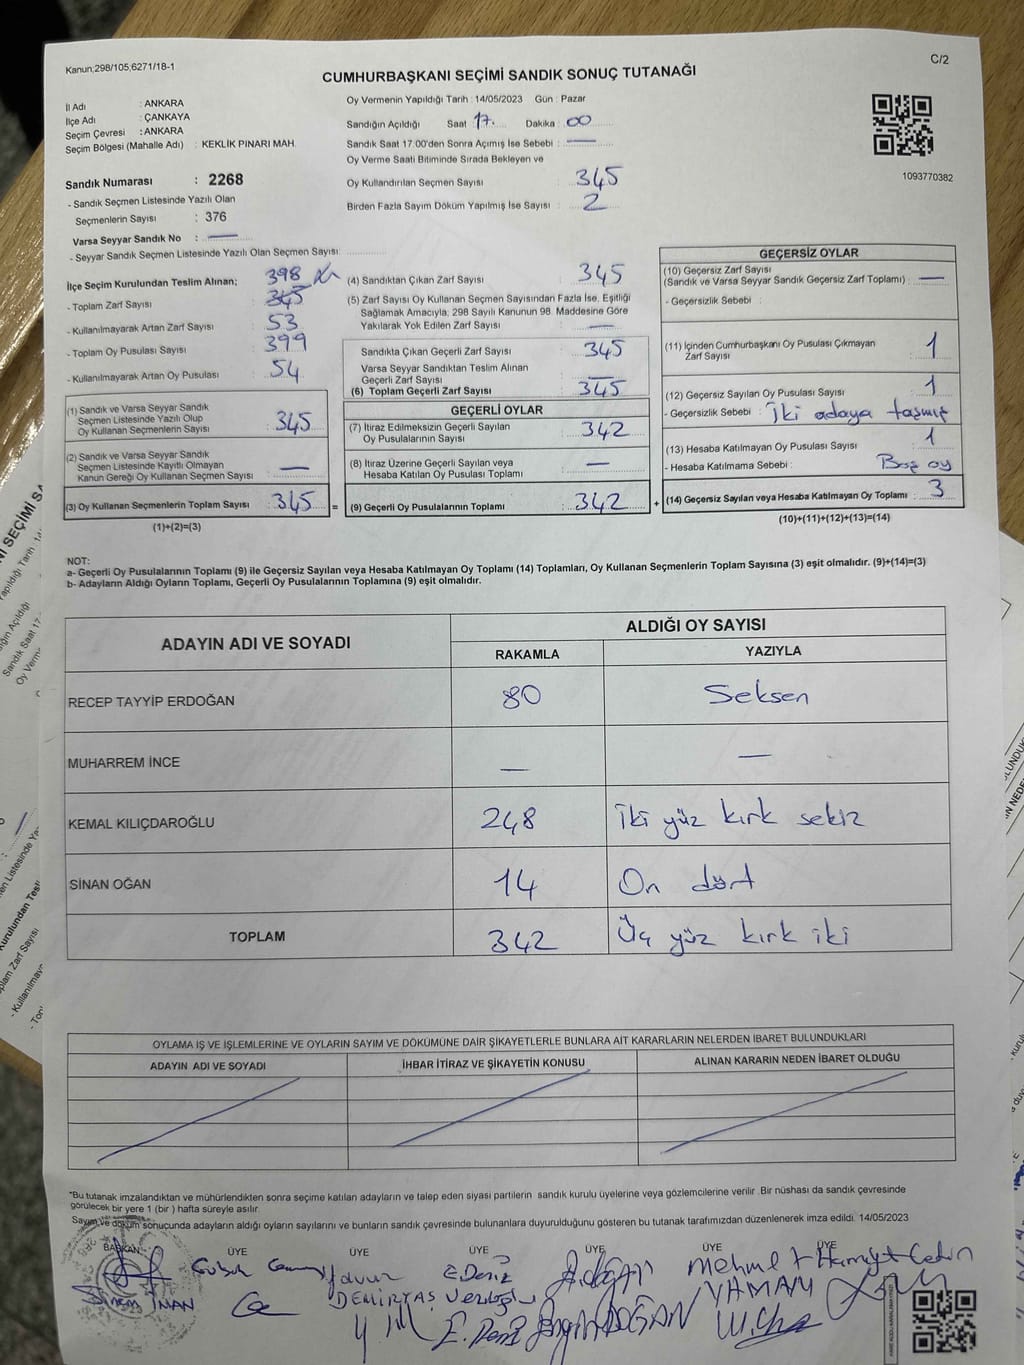 Kanun;298/105,6271/18-1
C/2
CUMHURBAŞKANI SEÇİMİ SANDIK SONUÇ TUTANAĞI
İl Adı : ANKARA
İlçe Adı : ÇANKAYA
Seçim Çevresi : ANKARA
Seçim Bölgesi (Mahalle Adı) : KEKLİK PINARI MAH.
Sandık Numarası : 2268
- Sandık Seçmen Listesinde Yazılı Olan
Seçmenlerin Sayısı : 376
Varsa Seyyar Sandık No : —
- Seyyar Sandık Seçmen Listesinde Yazılı Olan Seçmen Sayısı:
Oy Vermenin Yapıldığı Tarih : 14/05/2023 Gün : Pazar
Sandığın Açıldığı Saat 17 Dakika 00
Sandık Saat 17.00'den Sonra Açımış İse Sebebi : —
Oy Verme Saati Bitiminde Sırada Bekleyen ve
Oy Kullandırılan Seçmen Sayısı : 345
Birden Fazla Sayım Döküm Yapılmış İse Sayısı : 2
1093770382
İlçe Seçim Kurulundan Teslim Alınan; 398
- Toplam Zarf Sayısı : 345
- Kullanılmayarak Artan Zarf Sayısı : 53
- Toplam Oy Pusulası Sayısı : 399
- Kullanılmayarak Artan Oy Pusulası : 54
(1) Sandık ve Varsa Seyyar Sandık
Seçmen Listesinde Yazılı Olup
Oy Kullanan Seçmenlerin Sayısı : 345
(2) Sandık ve Varsa Seyyar Sandık
Seçmen Listesinde Kayıtlı Olmayan
Kanun Gereği Oy Kullanan Seçmen Sayısı : —
(3) Oy Kullanan Seçmenlerin Toplam Sayısı : 345
(1)+(2)=(3)
(4) Sandıktan Çıkan Zarf Sayısı : 345
(5) Zarf Sayısı Oy Kullanan Seçmen Sayısından Fazla İse, Eşitliği
Sağlamak Amacıyla; 298 Sayılı Kanunun 98. Maddesine Göre
Yakılarak Yok Edilen Zarf Sayısı : —
Sandıkta Çıkan Geçerli Zarf Sayısı : 345
Varsa Seyyar Sandıktan Teslim Alınan
Geçerli Zarf Sayısı : —
(6) Toplam Geçerli Zarf Sayısı : 345
GEÇERLİ OYLAR
(7) İtiraz Edilmeksizin Geçerli Sayılan
Oy Pusulalarının Sayısı : 342
(8) İtiraz Üzerine Geçerli Sayılan veya
Hesaba Katılan Oy Pusulası Toplamı : —
= (9) Geçerli Oy Pusulalarının Toplamı : 342 +
GEÇERSİZ OYLAR
(10) Geçersiz Zarf Sayısı
(Sandık ve Varsa Seyyar Sandık Geçersiz Zarf Toplamı) : —
- Geçersizlik Sebebi :
(11) İçinden Cumhurbaşkanı Oy Pusulası Çıkmayan
Zarf Sayısı : 1
(12) Geçersiz Sayılan Oy Pusulası Sayısı : 1
- Geçersizlik Sebebi : İki adaya taşmış
(13) Hesaba Katılmayan Oy Pusulası Sayısı : 1
- Hesaba Katılmama Sebebi : Boş oy
(14) Geçersiz Sayılan veya Hesaba Katılmayan Oy Toplamı : 3
(10)+(11)+(12)+(13)=(14)
NOT:
a- Geçerli Oy Pusulalarının Toplamı (9) ile Geçersiz Sayılan veya Hesaba Katılmayan Oy Toplamı (14) Toplamları, Oy Kullanan Seçmenlerin Toplam Sayısına (3) eşit olmalıdır. (9)+(14)=(3)
b- Adayların Aldığı Oyların Toplamı, Geçerli Oy Pusulalarının Toplamına (9) eşit olmalıdır.
ADAYIN ADI VE SOYADI ALDIĞI OY SAYISI
RAKAMLA YAZIYLA
RECEP TAYYİP ERDOĞAN 80 Seksen
MUHARREM İNCE — —
KEMAL KILIÇDAROĞLU 248 İki yüz kırk sekiz
SİNAN OĞAN 14 On dört
TOPLAM 342 Üç yüz kırk iki
OYLAMA İŞ VE İŞLEMLERİNE VE OYLARIN SAYIM VE DÖKÜMÜNE DAİR ŞİKAYETLERLE BUNLARA AİT KARARLARIN NELERDEN İBARET BULUNDUKLARI
ADAYIN ADI VE SOYADI İHBAR İTİRAZ VE ŞİKAYETİN KONUSU ALINAN KARARIN NEDEN İBARET OLDUĞU
*Bu tutanak imzalandıktan ve mühürlendikten sonra seçime katılan adayların ve talep eden siyasi partilerin sandık kurulu üyelerine veya gözlemcilerine verilir .Bir nüshası da sandık çevresinde
görülecek bir yere 1 (bir ) hafta süreyle asılır.
Sayım ve döküm sonucunda adayların aldığı oyların sayılarını ve bunların sandık çevresinde bulunanlara duyurulduğunu gösteren bu tutanak tarafımızdan düzenlenerek imza edildi. 14/05/2023
BAŞKAN ÜYE ÜYE ÜYE ÜYE ÜYE ÜYE
Sinem İNAN
Yavuz
DEMİRTAŞ
E.Deniz
DOĞAN
Mehmet
YAMAN
Hamiyet Çetin